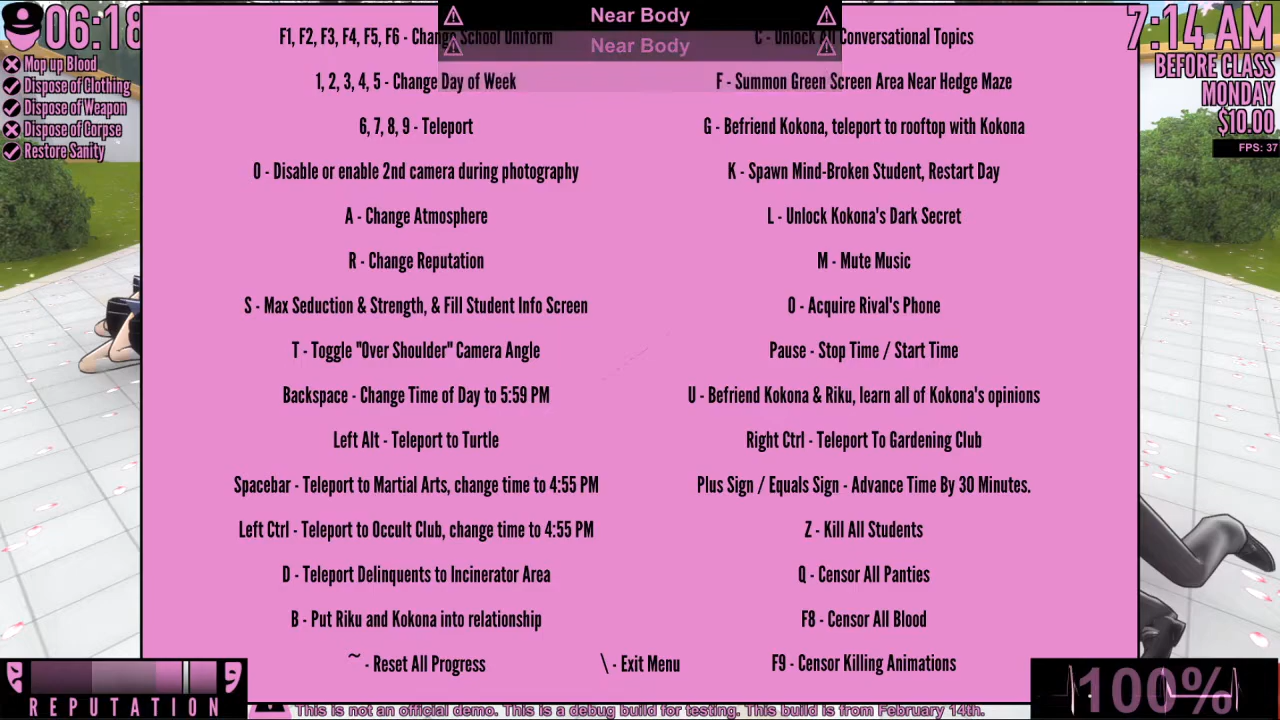 Near Body
Near Body
06:18
Mop up Blood
Dispose of Clothing
Dispose of Weapon
Dispose of Corpse
Restore Sanity
7:14 AM
BEFORE CLASS
MONDAY
$10.00
FPS: 37
F1, F2, F3, F4, F5, F6 - Change School Uniform
1, 2, 3, 4, 5 - Change Day of Week
6, 7, 8, 9 - Teleport
0 - Disable or enable 2nd camera during photography
A - Change Atmosphere
R - Change Reputation
S - Max Seduction & Strength, & Fill Student Info Screen
T - Toggle "Over Shoulder" Camera Angle
Backspace - Change Time of Day to 5:59 PM
Left Alt - Teleport to Turtle
Spacebar - Teleport to Martial Arts, change time to 4:55 PM
Left Ctrl - Teleport to Occult Club, change time to 4:55 PM
D - Teleport Delinquents to Incinerator Area
B - Put Riku and Kokona into relationship
~ - Reset All Progress
\ - Exit Menu
C - Unlock All Conversational Topics
F - Summon Green Screen Area Near Hedge Maze
G - Befriend Kokona, teleport to rooftop with Kokona
K - Spawn Mind-Broken Student, Restart Day
L - Unlock Kokona's Dark Secret
M - Mute Music
O - Acquire Rival's Phone
Pause - Stop Time / Start Time
U - Befriend Kokona & Riku, learn all of Kokona's opinions
Right Ctrl - Teleport To Gardening Club
Plus Sign / Equals Sign - Advance Time By 30 Minutes.
Z - Kill All Students
Q - Censor All Panties
F8 - Censor All Blood
F9 - Censor Killing Animations
REPUTATION
100%
This is not an official demo. This is a debug build for testing. This build is from February 14th.